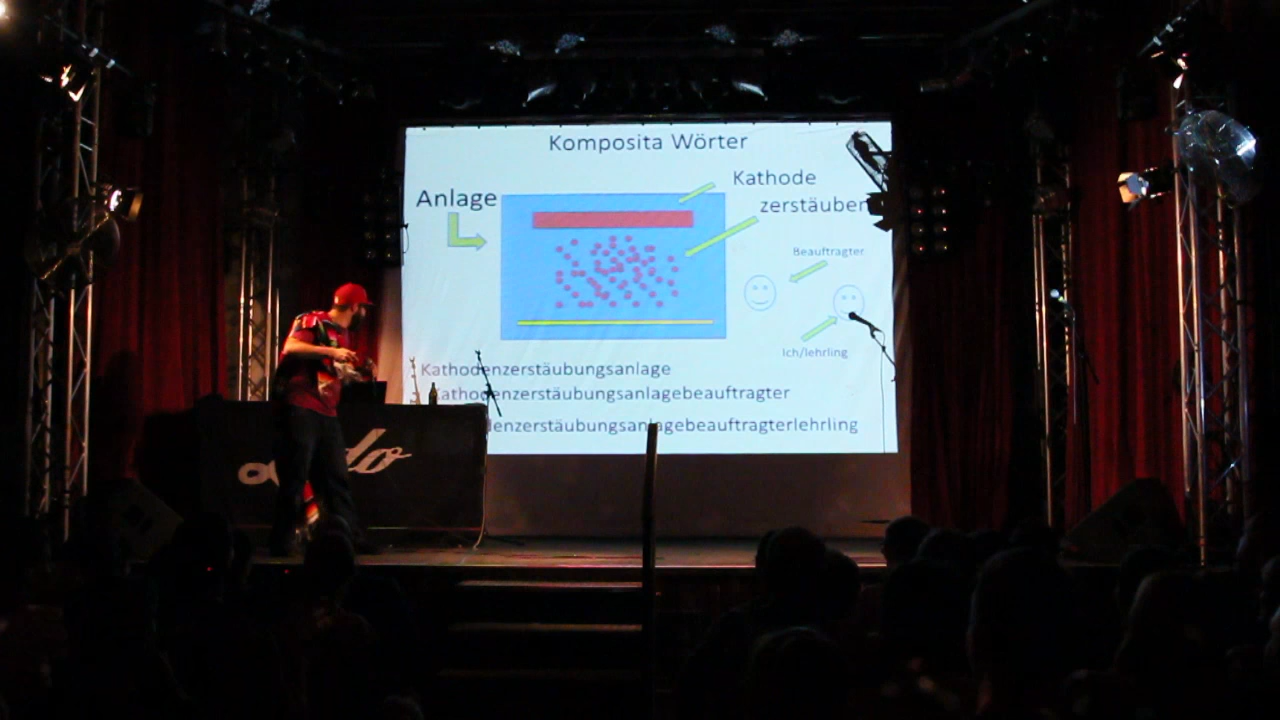 Komposita Wörter
Anlage
Kathode
zerstäuben
Beauftragter
Ich/lehrling
Kathodenzerstäubungsanlage
Kathodenzerstäubungsanlagebeauftragter
denzerstäubungsanlagebeauftragterlehrling